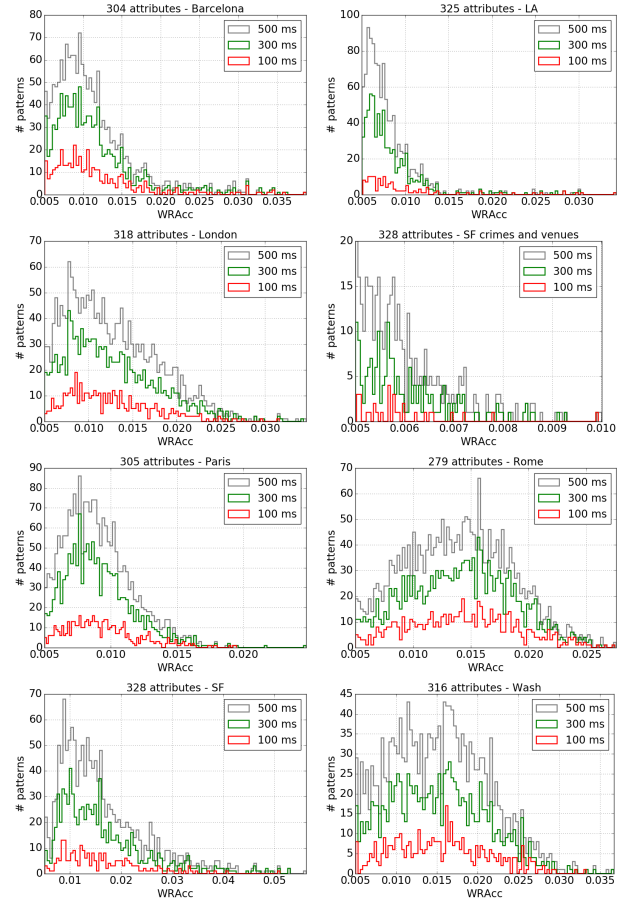 304 attributes - Barcelona
80
70
60
50
40
30
20
10
0
# patterns
500 ms
300 ms
100 ms
0.005 0.010 0.015 0.020 0.025 0.030 0.035
WRAcc
325 attributes - LA
100
80
60
40
20
0
# patterns
500 ms
300 ms
100 ms
0.005 0.010 0.015 0.020 0.025 0.030
WRAcc
318 attributes - London
70
60
50
40
30
20
10
0
# patterns
500 ms
300 ms
100 ms
0.005 0.010 0.015 0.020 0.025 0.030
WRAcc
328 attributes - SF crimes and venues
20
15
10
5
0
# patterns
500 ms
300 ms
100 ms
0.005 0.006 0.007 0.008 0.009 0.010
WRAcc
305 attributes - Paris
90
80
70
60
50
40
30
20
10
0
# patterns
500 ms
300 ms
100 ms
0.005 0.010 0.015 0.020
WRAcc
279 attributes - Rome
70
60
50
40
30
20
10
0
# patterns
500 ms
300 ms
100 ms
0.005 0.010 0.015 0.020 0.025
WRAcc
328 attributes - SF
70
60
50
40
30
20
10
0
# patterns
500 ms
300 ms
100 ms
0.01 0.02 0.03 0.04 0.05
WRAcc
316 attributes - Wash
45
40
35
30
25
20
15
10
5
0
# patterns
500 ms
300 ms
100 ms
0.005 0.010 0.015 0.020 0.025 0.030 0.035
WRAcc